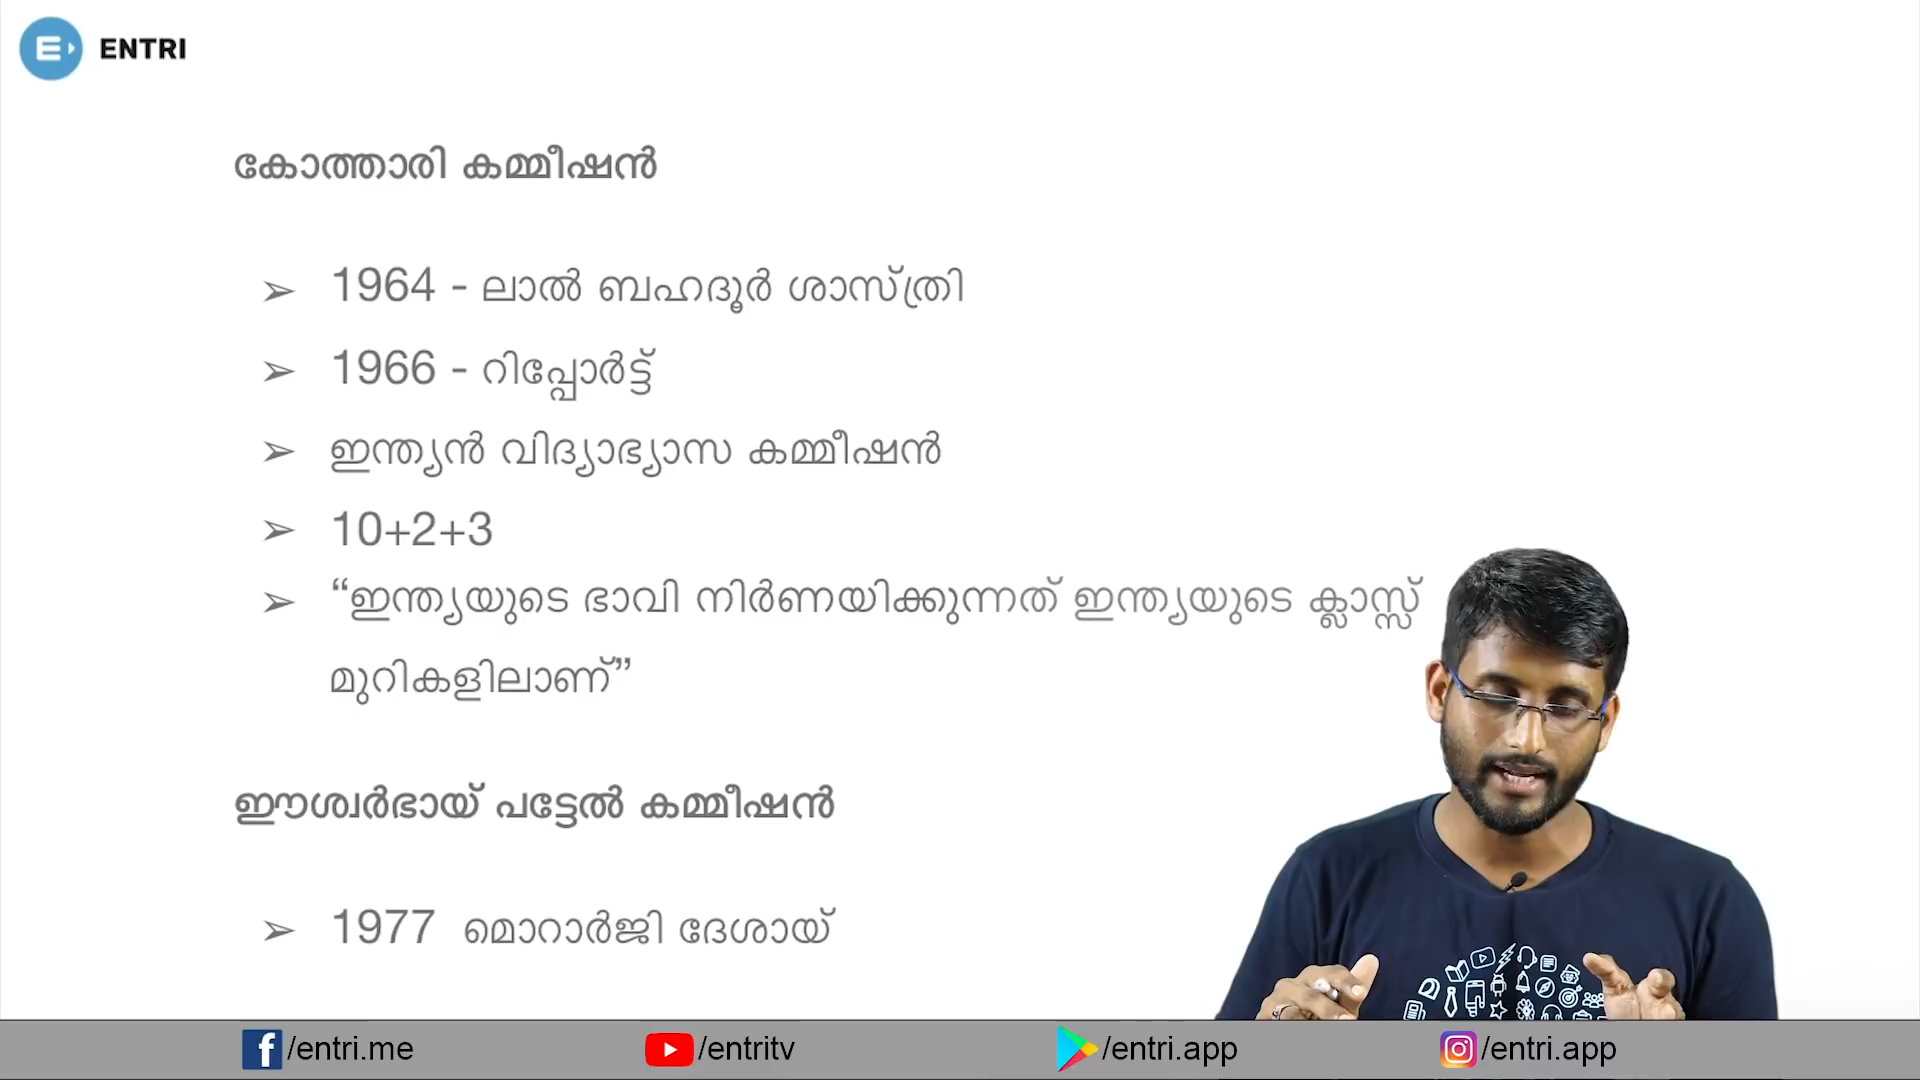 ENTRI
കോത്താരി കമ്മീഷൻ
➢ 1964 - ലാൽ ബഹദൂർ ശാസ്ത്രി
➢ 1966 - റിപ്പോർട്ട്
➢ ഇന്ത്യൻ വിദ്യാഭ്യാസ കമ്മീഷൻ
➢ 10+2+3
➢ “ഇന്ത്യയുടെ ഭാവി നിർണയിക്കുന്നത് ഇന്ത്യയുടെ ക്ലാസ്സ്
മുറികളിലാണ്”
ഈശ്വർഭായ് പട്ടേൽ കമ്മീഷൻ
➢ 1977 മൊറാർജി ദേശായ്
/entri.me /entritv /entri.app /entri.app